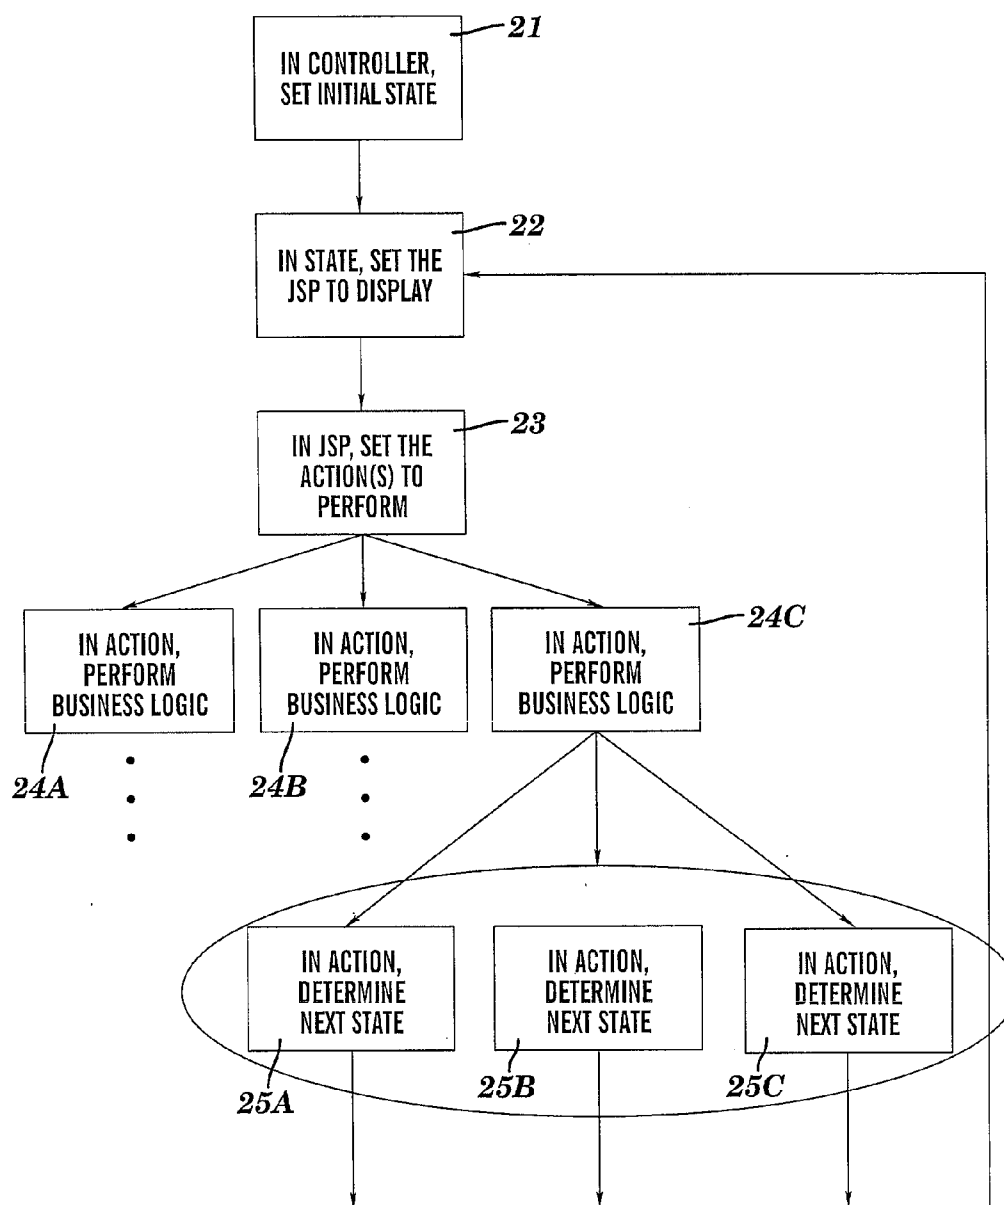 21
IN CONTROLLER,
SET INITIAL STATE
22
IN STATE, SET THE
JSP TO DISPLAY
23
IN JSP, SET THE
ACTION(S) TO
PERFORM
24C
IN ACTION,
PERFORM
BUSINESS LOGIC
IN ACTION,
PERFORM
BUSINESS LOGIC
IN ACTION,
PERFORM
BUSINESS LOGIC
24A
24B
IN ACTION,
DETERMINE
NEXT STATE
IN ACTION,
DETERMINE
NEXT STATE
IN ACTION,
DETERMINE
NEXT STATE
25A
25B
25C